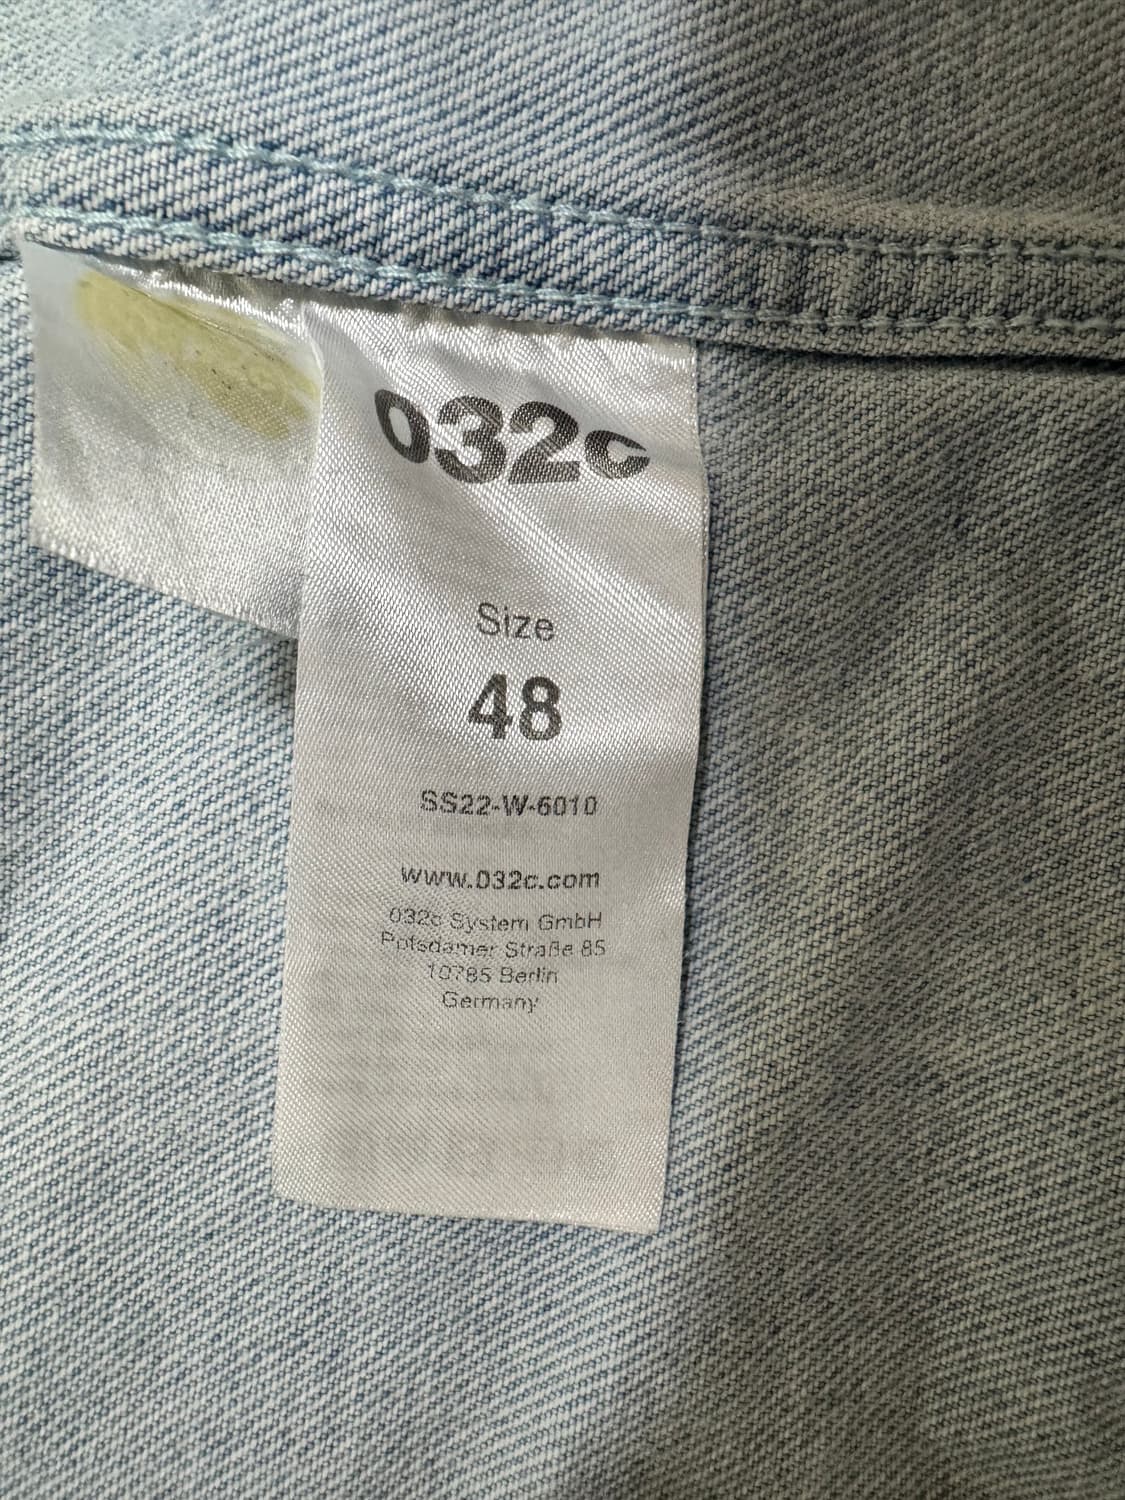 032c
Size
48
SS22-W-6010
www.032c.com
032c System GmbH
Potsdamer Straße 85
10785 Berlin
Germany